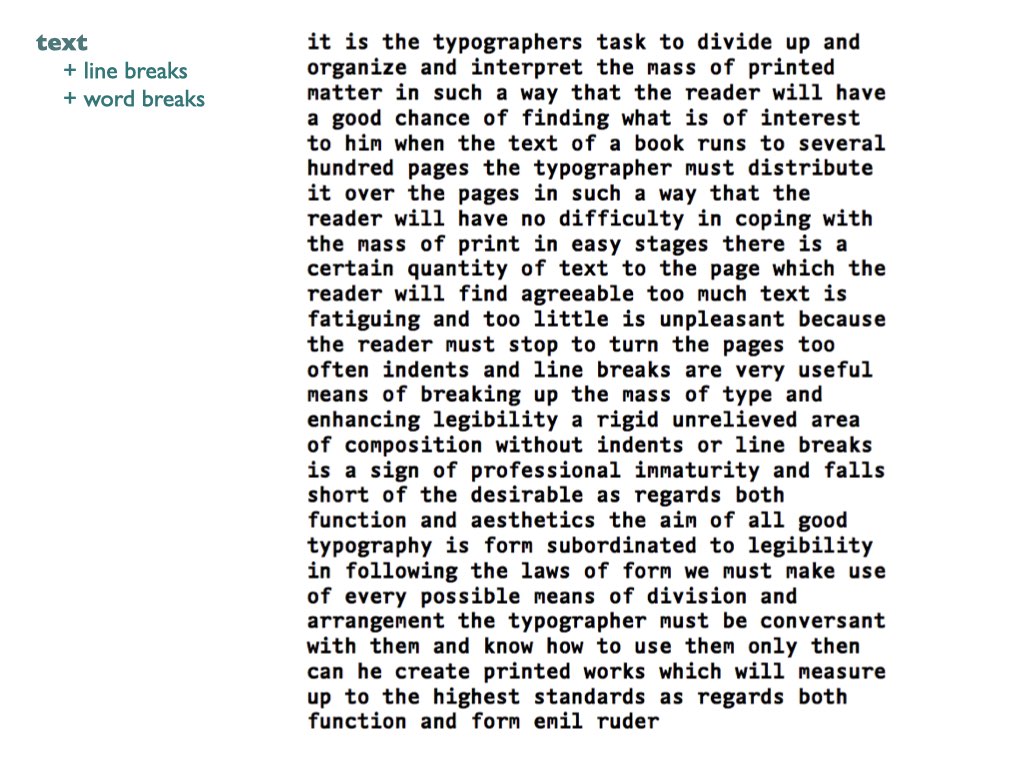 text
+ line breaks
+ word breaks
it is the typographers task to divide up and
organize and interpret the mass of printed
matter in such a way that the reader will have
a good chance of finding what is of interest
to him when the text of a book runs to several
hundred pages the typographer must distribute
it over the pages in such a way that the
reader will have no difficulty in coping with
the mass of print in easy stages there is a
certain quantity of text to the page which the
reader will find agreeable too much text is
fatiguing and too little is unpleasant because
the reader must stop to turn the pages too
often indents and line breaks are very useful
means of breaking up the mass of type and
enhancing legibility a rigid unrelieved area
of composition without indents or line breaks
is a sign of professional immaturity and falls
short of the desirable as regards both
function and aesthetics the aim of all good
typography is form subordinated to legibility
in following the laws of form we must make use
of every possible means of division and
arrangement the typographer must be conversant
with them and know how to use them only then
can he create printed works which will measure
up to the highest standards as regards both
function and form emil ruder